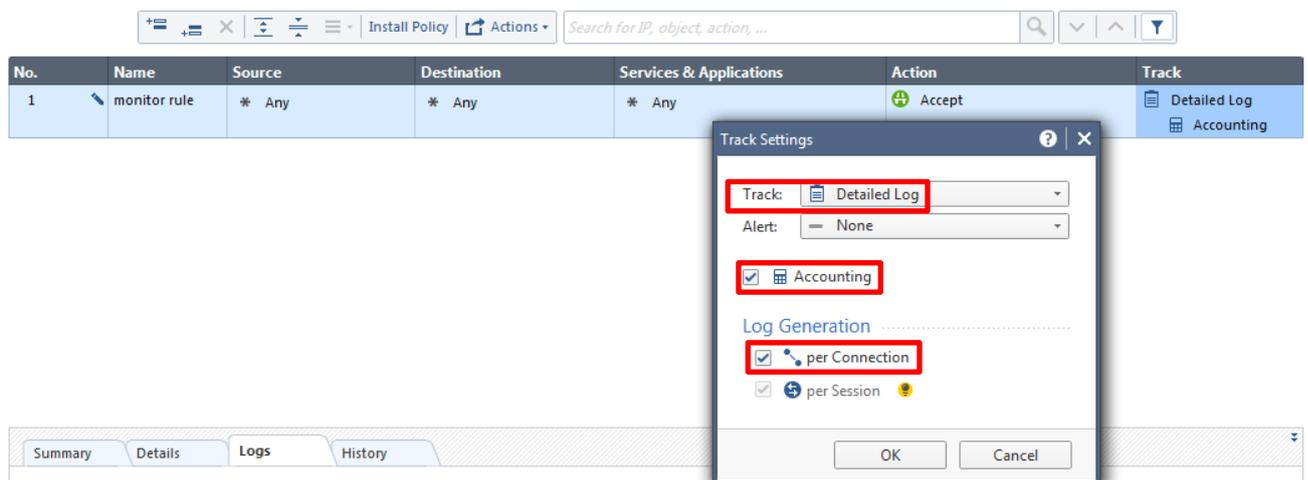 Install Policy Actions Search for IP, object, action, ...
No. Name Source Destination Services & Applications Action Track
1 monitor rule * Any * Any * Any Accept Detailed Log
Accounting
Track Settings
Track: Detailed Log
Alert: None
Accounting
Log Generation
per Connection
per Session
Summary Details Logs History
OK Cancel